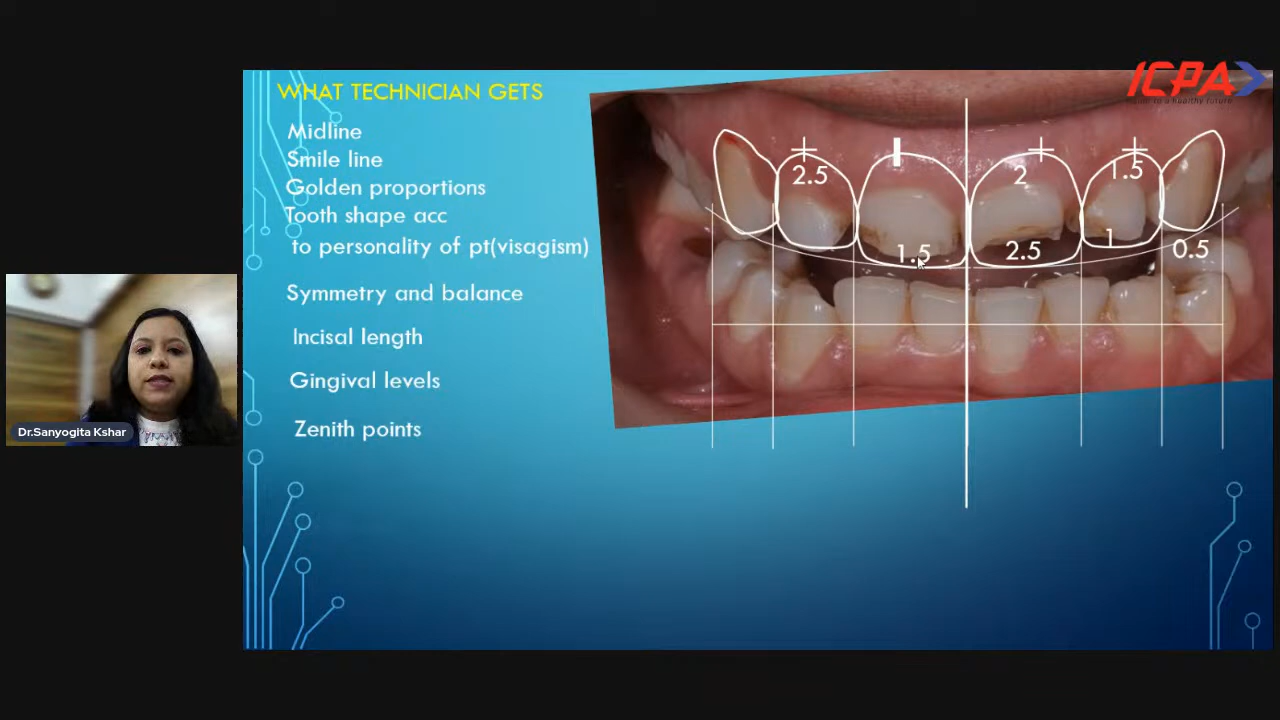 ICPA
WHAT TECHNICIAN GETS
Midline
Smile line
Golden proportions
Tooth shape acc
to personality of pt(visagism)
Symmetry and balance
Incisal length
Gingival levels
Zenith points
2.5
2
1.5
1.5
2.5
1
0.5
Dr.Sanyogita Kshar